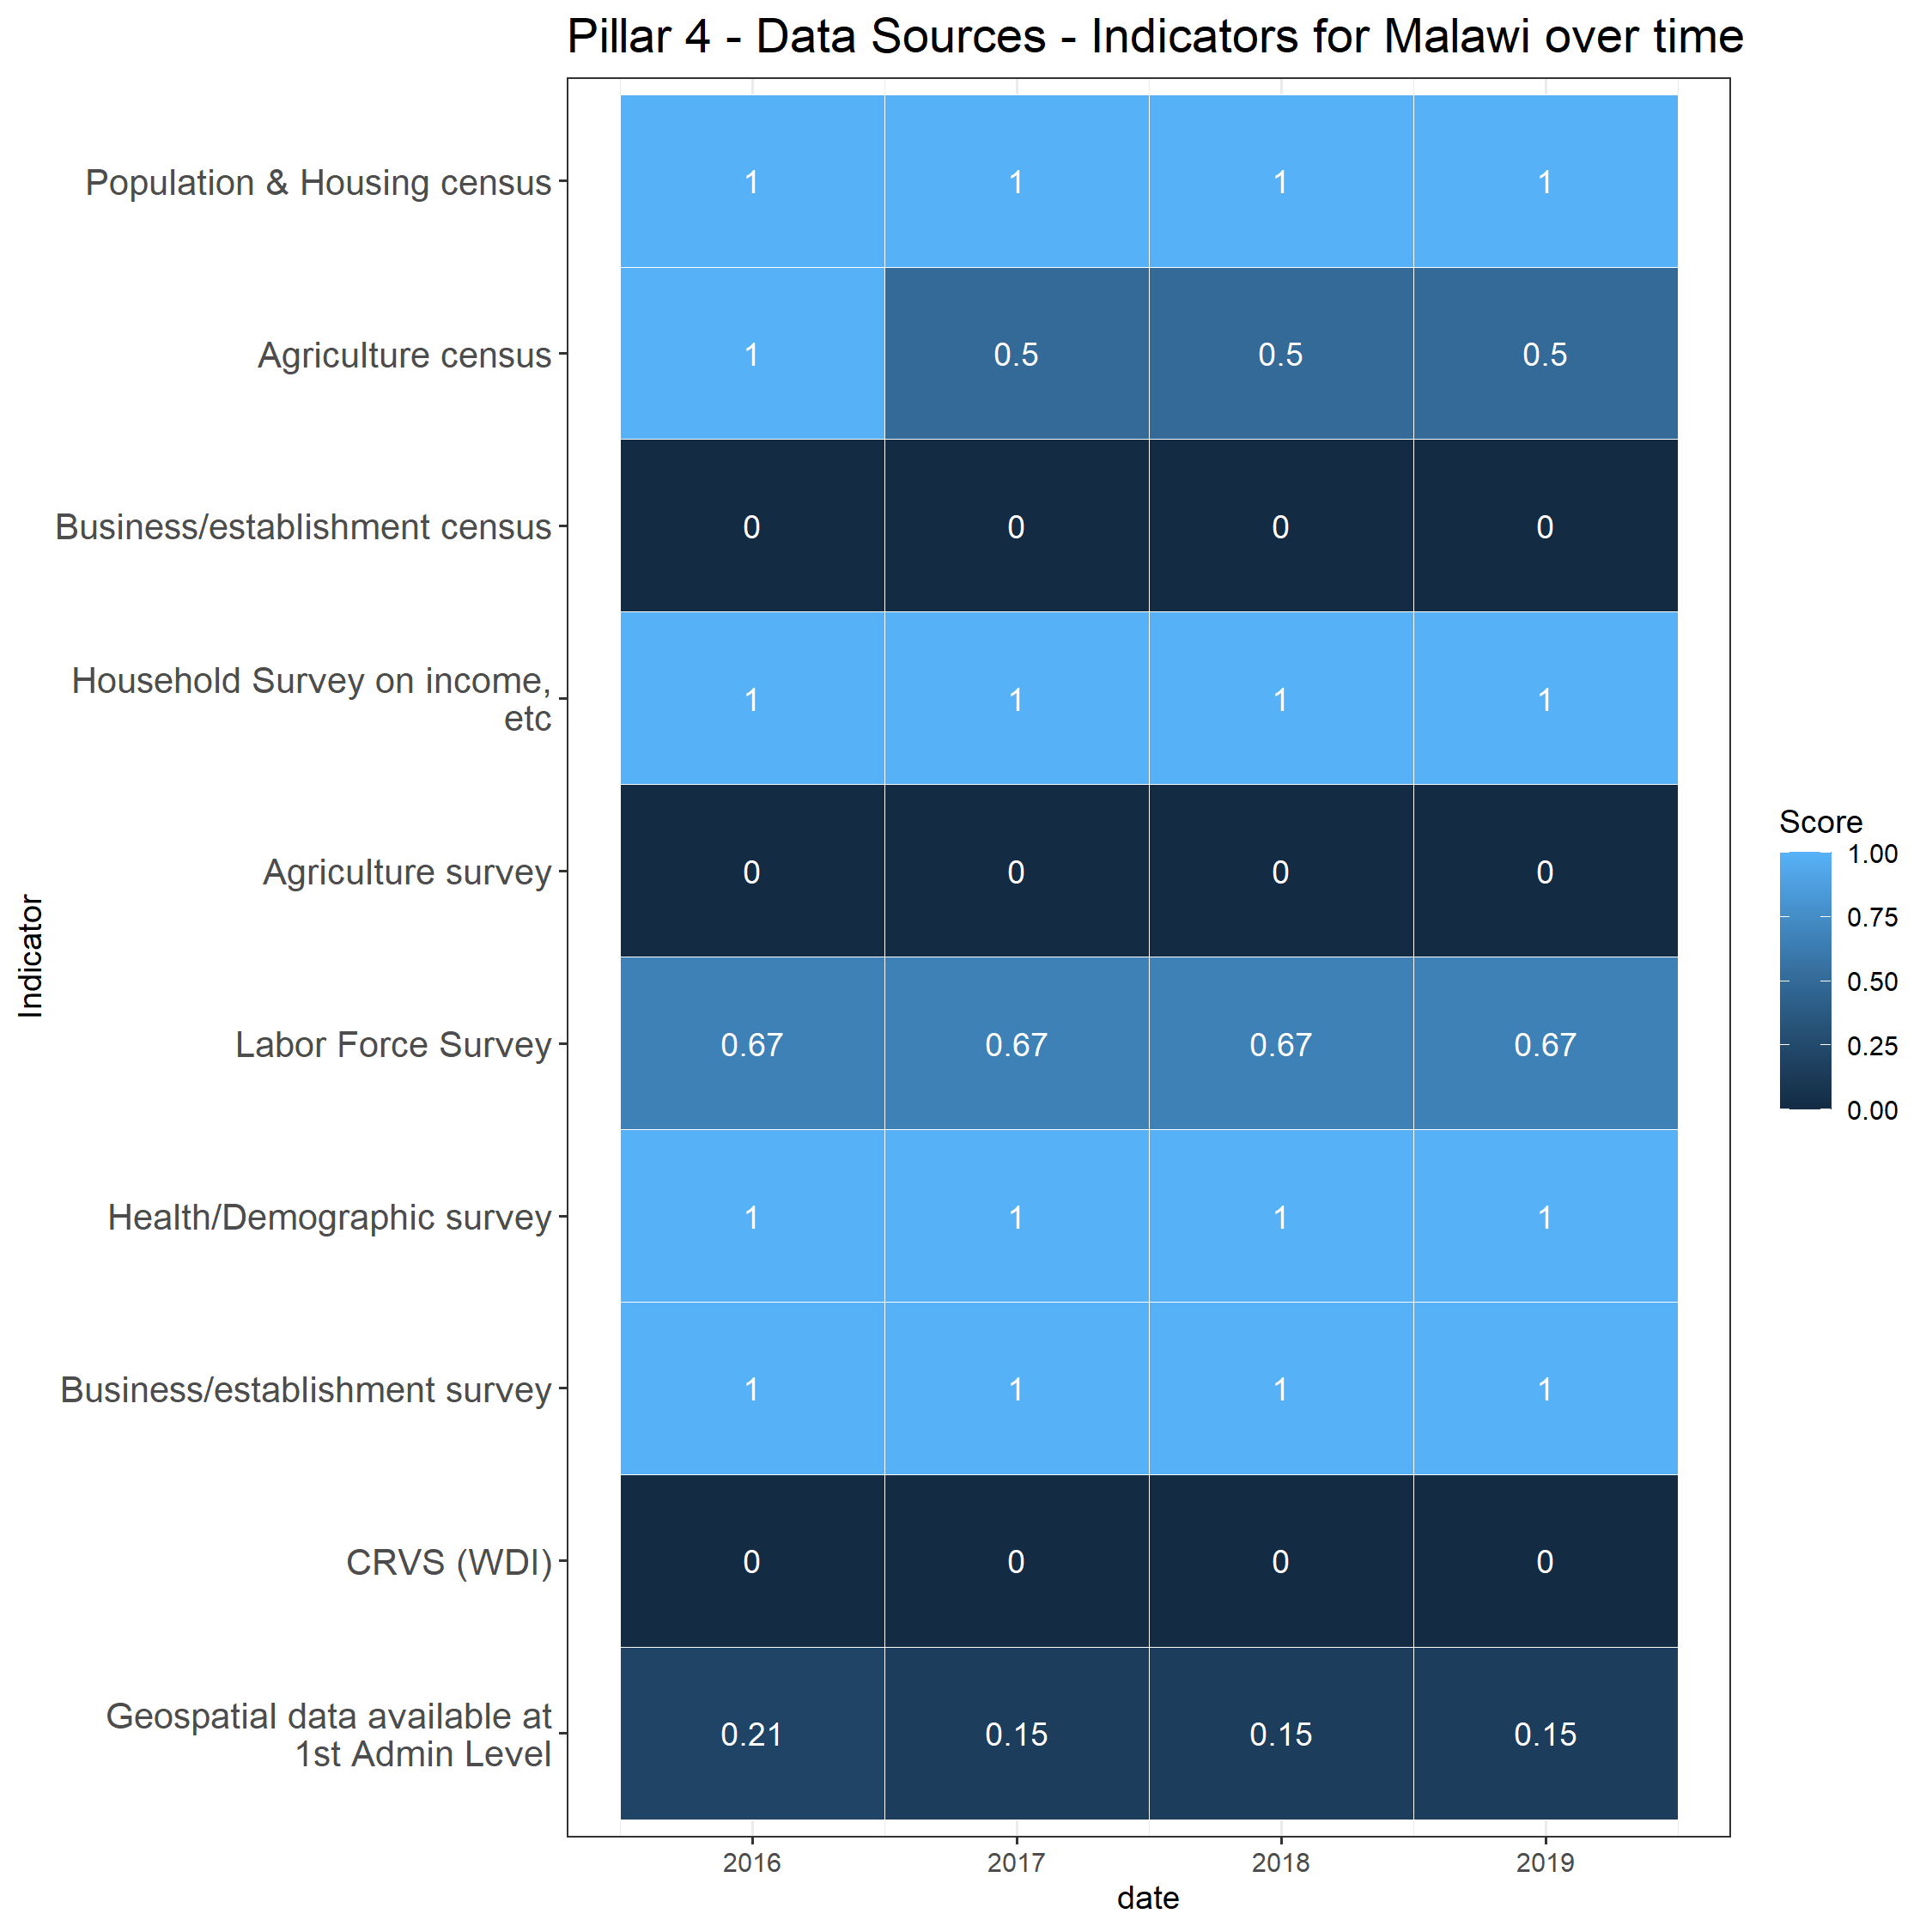 Pillar 4 - Data Sources - Indicators for Malawi over time
Population & Housing census
1 1 1 1
Agriculture census
1 0.5 0.5 0.5
Business/establishment census
0 0 0 0
Household Survey on income,
etc
1 1 1 1
Agriculture survey
0 0 0 0
Labor Force Survey
0.67 0.67 0.67 0.67
Health/Demographic survey
1 1 1 1
Business/establishment survey
1 1 1 1
CRVS (WDI)
0 0 0 0
Geospatial data available at
1st Admin Level
0.21 0.15 0.15 0.15
2016 2017 2018 2019
date
Indicator
Score
1.00
0.75
0.50
0.25
0.00